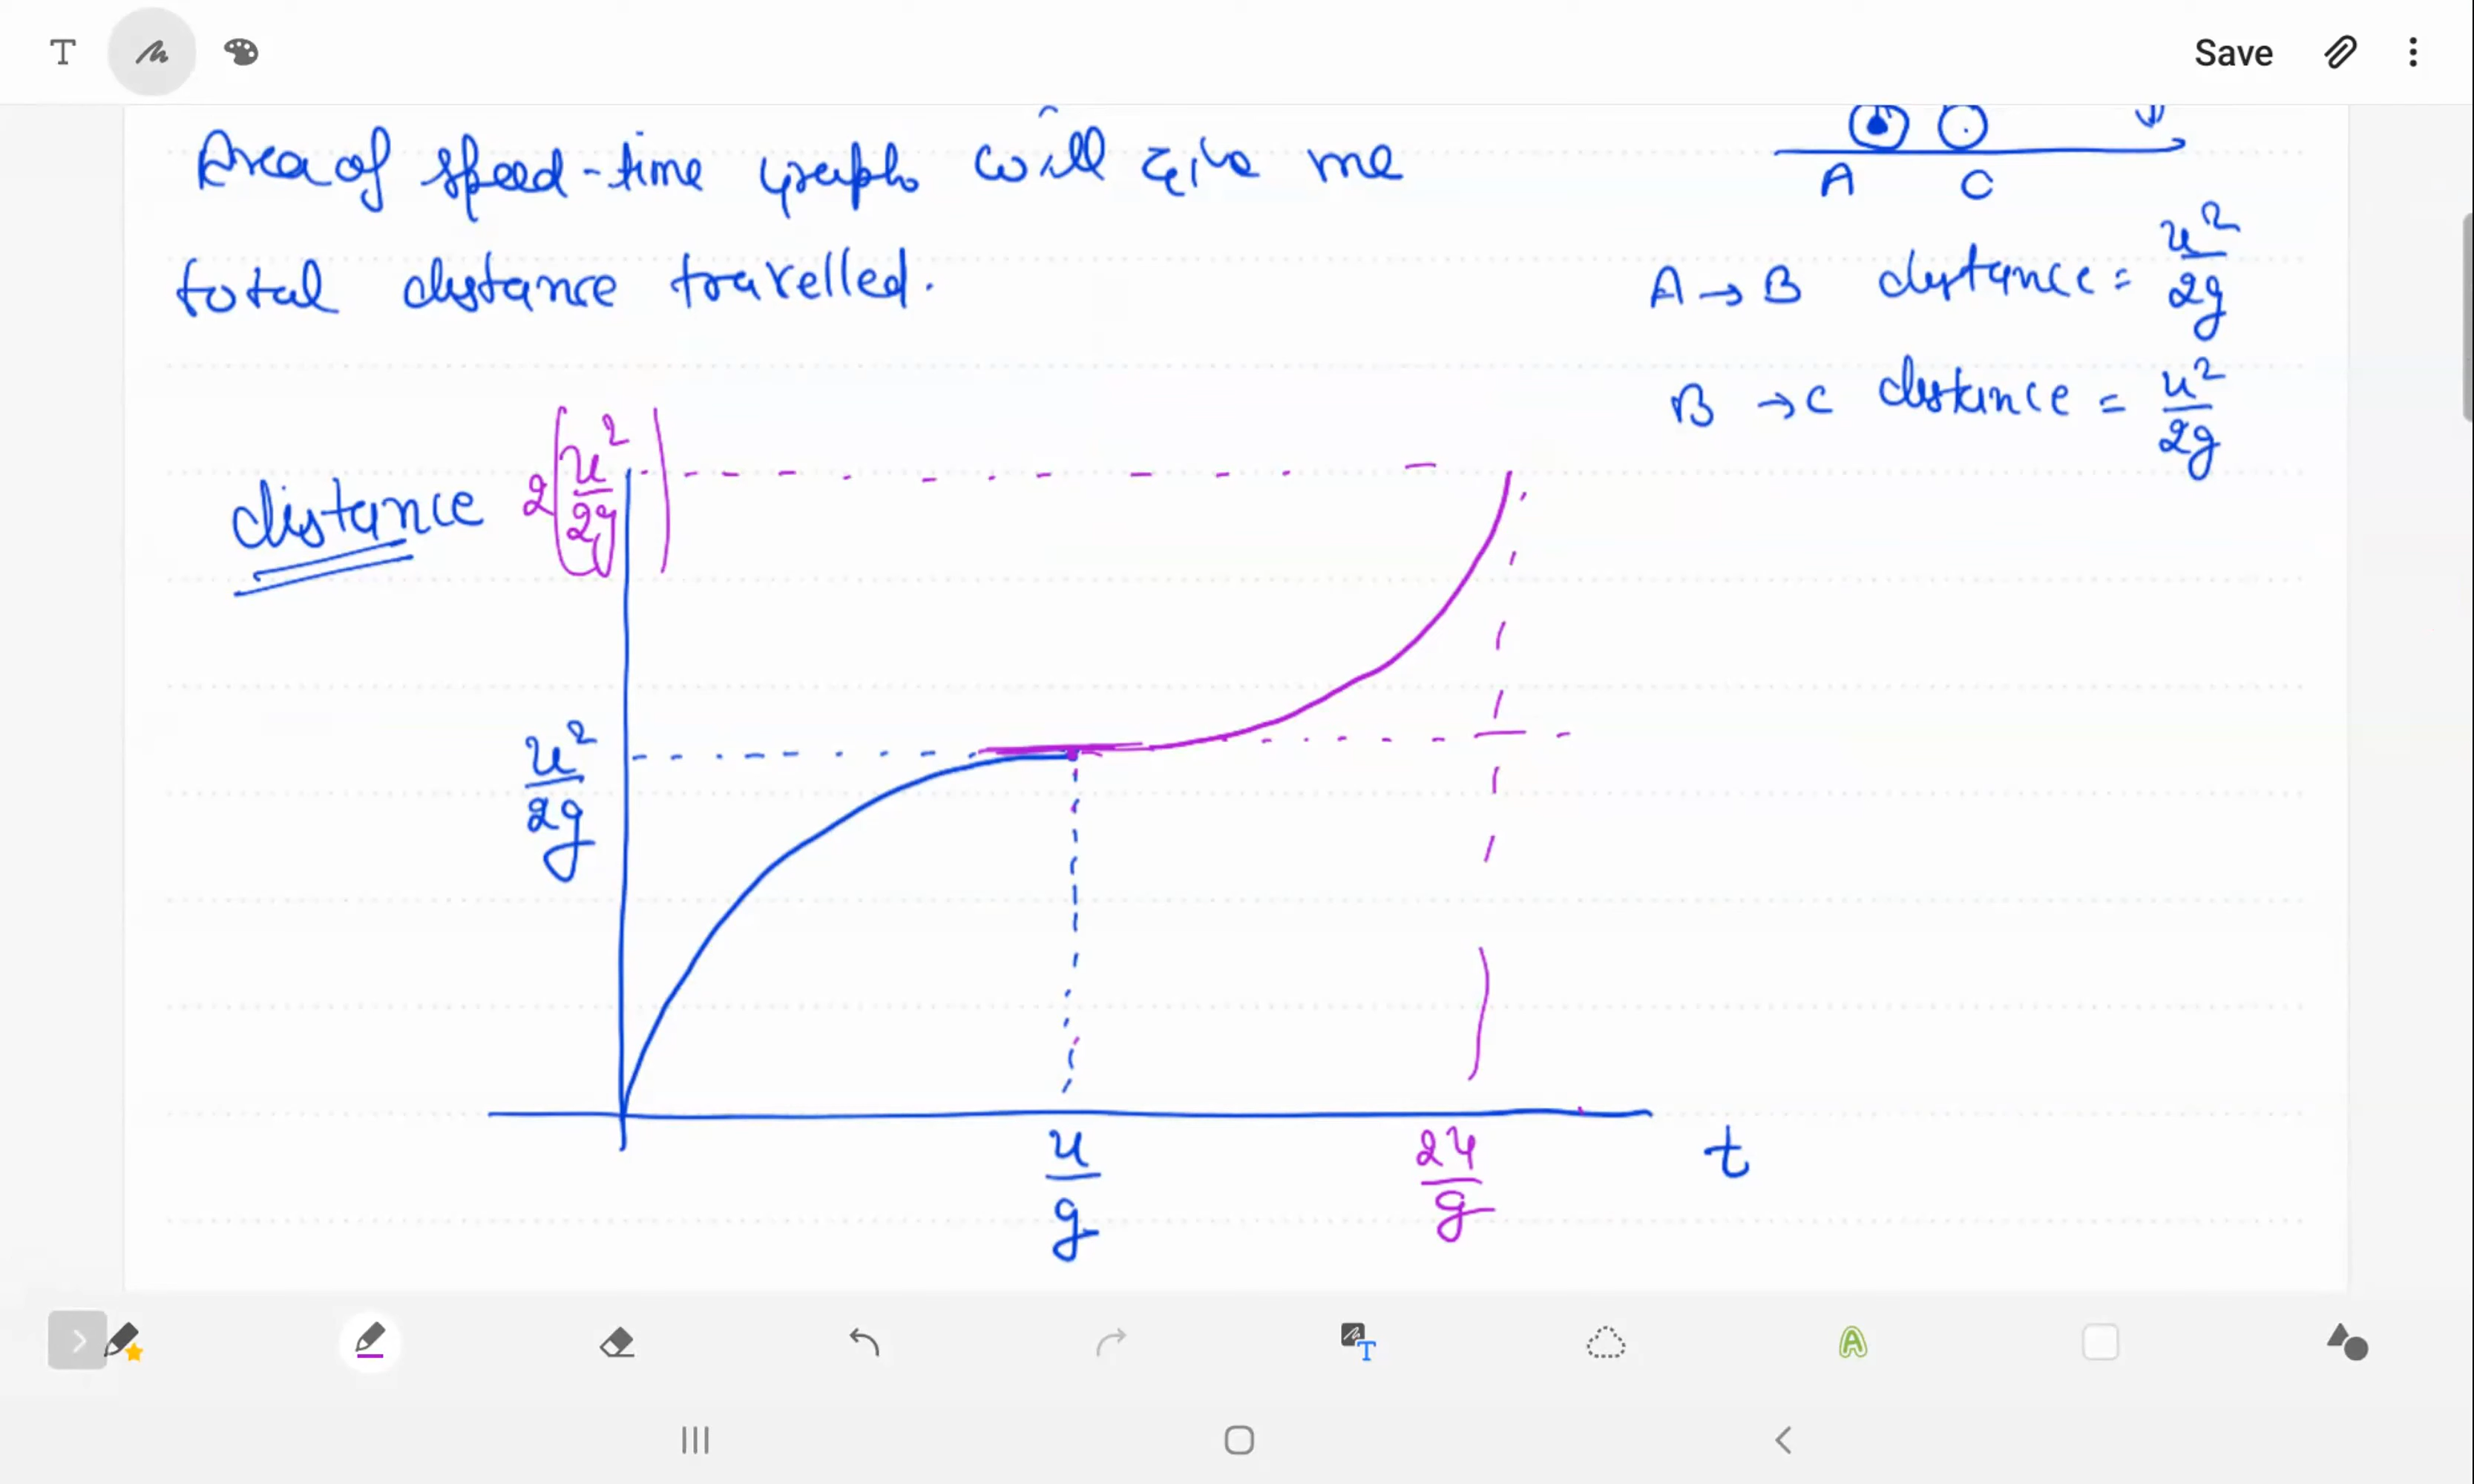 Save
Area of speed-time graph will give me
total distance travelled.
A C
A → B distance = u²/2g
B → C distance = u²/2g
distance
2(u²/2g)
u²/2g
u/g
2u/g
t